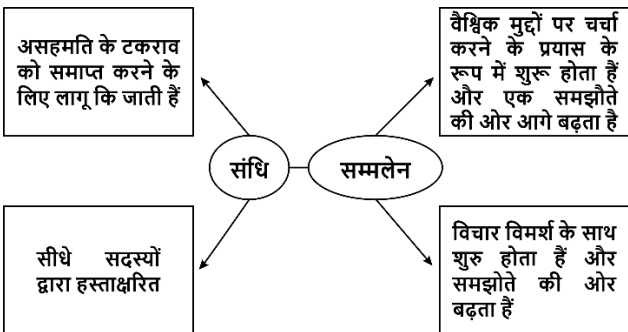 असहमति के टकराव
को समाप्त करने के
लिए लागू कि जाती हैं
वैश्विक मुद्दों पर चर्चा
करने के प्रयास के
रूप में शुरू होता हैं
और एक समझौते
की ओर आगे बढ़ता है
संधि
सम्मलेन
सीधे सदस्यों
द्वारा हस्ताक्षरित
विचार विमर्श के साथ
शुरु होता हैं और
समझोते की ओर
बढ़ता हैं